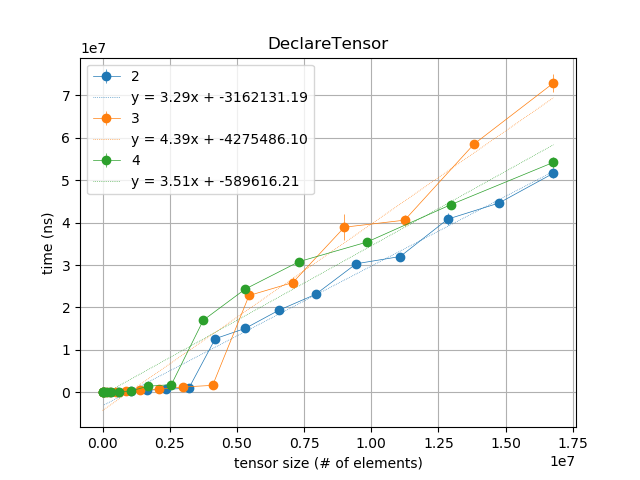 DeclareTensor
1e7
2
y = 3.29x + -3162131.19
3
y = 4.39x + -4275486.10
4
y = 3.51x + -589616.21
7
6
5
4
3
2
1
0
time (ns)
0.00 0.25 0.50 0.75 1.00 1.25 1.50 1.75
tensor size (# of elements)
1e7